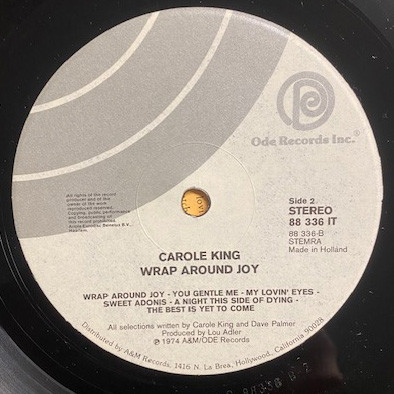 Ode Records Inc.®
Side 2
STEREO
88 336 IT
88 336-B
STEMRA
Made in Holland
All rights of the record
producer and of the
owner of the work
reproduced reserved.
Copying, public performance
and broadcasting of
this record prohibited.
Ariola Eurodisc Benelux B.V.
Haarlem.
CAROLE KING
WRAP AROUND JOY
WRAP AROUND JOY - YOU GENTLE ME - MY LOVIN' EYES -
SWEET ADONIS - A NIGHT THIS SIDE OF DYING -
THE BEST IS YET TO COME
All selections written by Carole King and Dave Palmer
Produced by Lou Adler
℗ 1974 A&M/ODE Records
Distributed by A&M Records, 1416 N. La Brea, Hollywood, California 90028